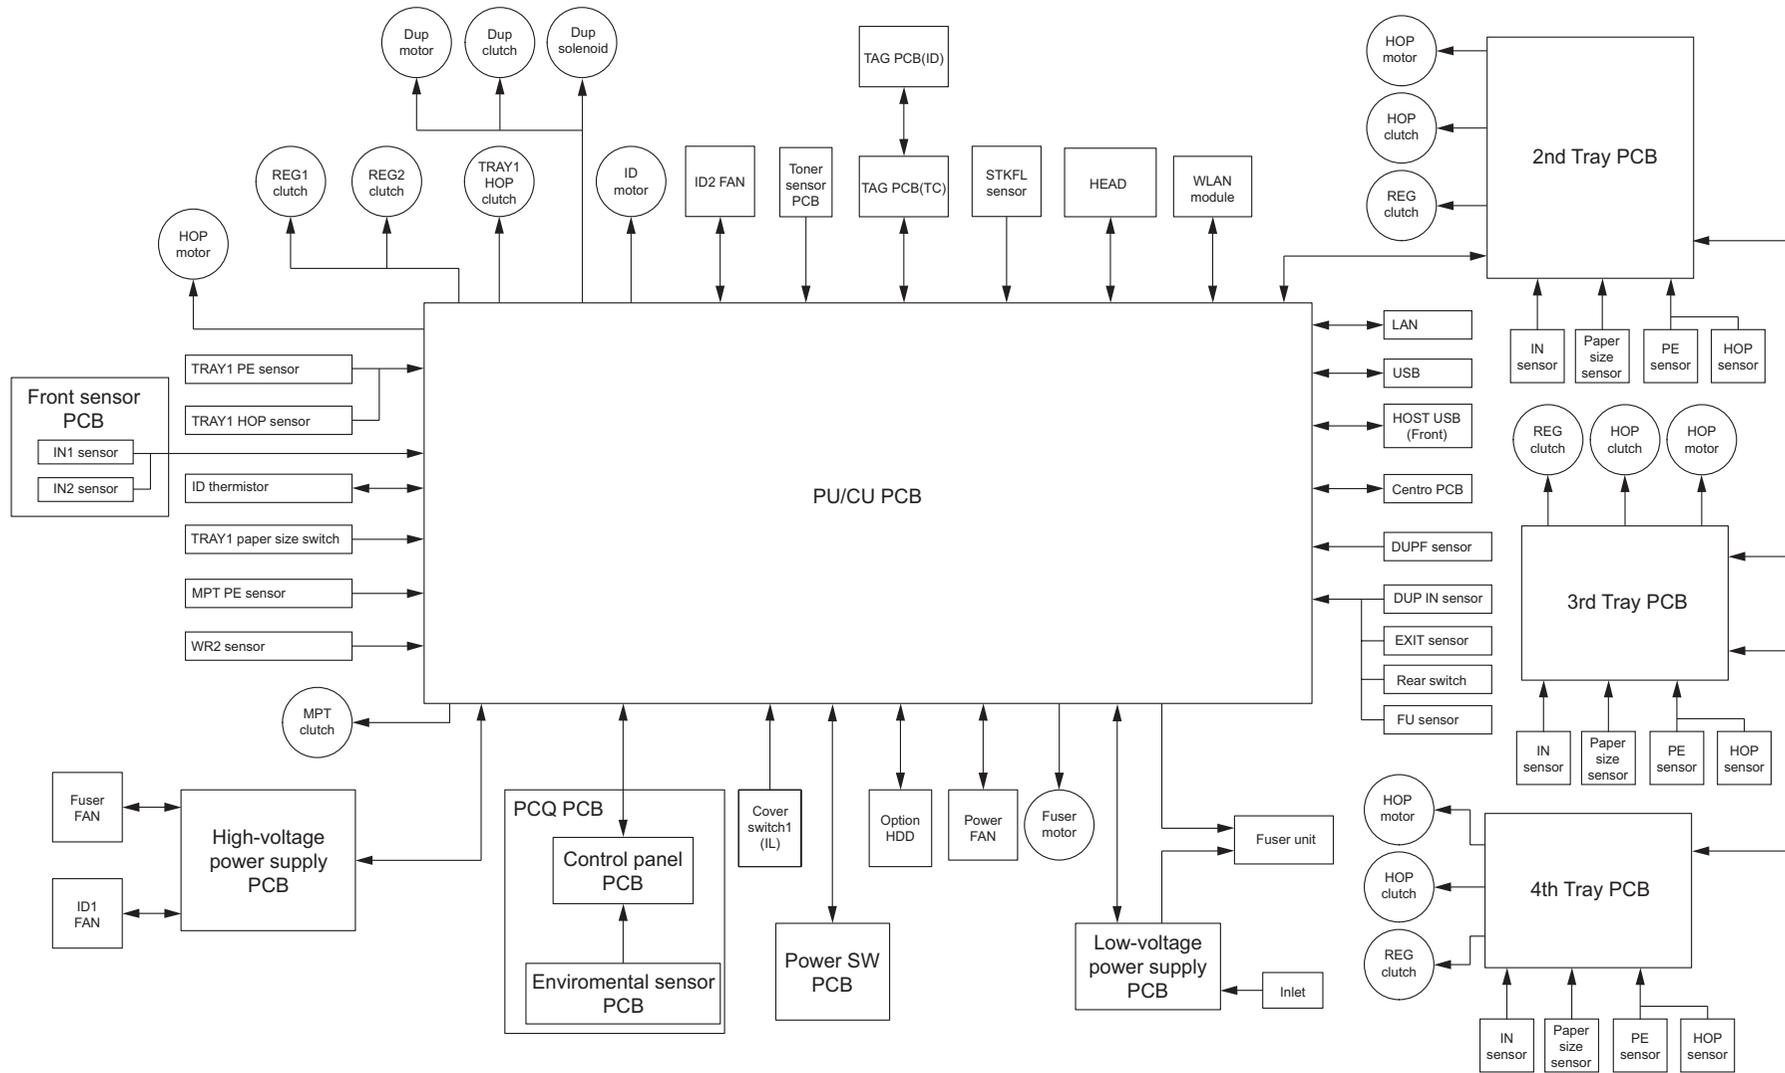 Dup
motor
Dup
clutch
Dup
solenoid
TAG PCB(ID)
HOP
motor
HOP
clutch
REG
clutch
2nd Tray PCB
REG1
clutch
REG2
clutch
TRAY1
HOP
clutch
ID
motor
ID2 FAN
Toner
sensor
PCB
TAG PCB(TC)
STKFL
sensor
HEAD
WLAN
module
HOP
motor
IN
sensor
Paper
size
sensor
PE
sensor
HOP
sensor
TRAY1 PE sensor
TRAY1 HOP sensor
Front sensor
PCB
IN1 sensor
IN2 sensor
ID thermistor
TRAY1 paper size switch
MPT PE sensor
WR2 sensor
PU/CU PCB
LAN
USB
HOST USB
(Front)
Centro PCB
DUPF sensor
DUP IN sensor
EXIT sensor
Rear switch
FU sensor
REG
clutch
HOP
clutch
HOP
motor
3rd Tray PCB
IN
sensor
Paper
size
sensor
PE
sensor
HOP
sensor
MPT
clutch
Fuser
FAN
ID1
FAN
High-voltage
power supply
PCB
PCQ PCB
Control panel
PCB
Enviromental sensor
PCB
Cover
switch1
(IL)
Power SW
PCB
Option
HDD
Power
FAN
Fuser
motor
Low-voltage
power supply
PCB
Fuser unit
Inlet
HOP
motor
HOP
clutch
REG
clutch
4th Tray PCB
IN
sensor
Paper
size
sensor
PE
sensor
HOP
sensor